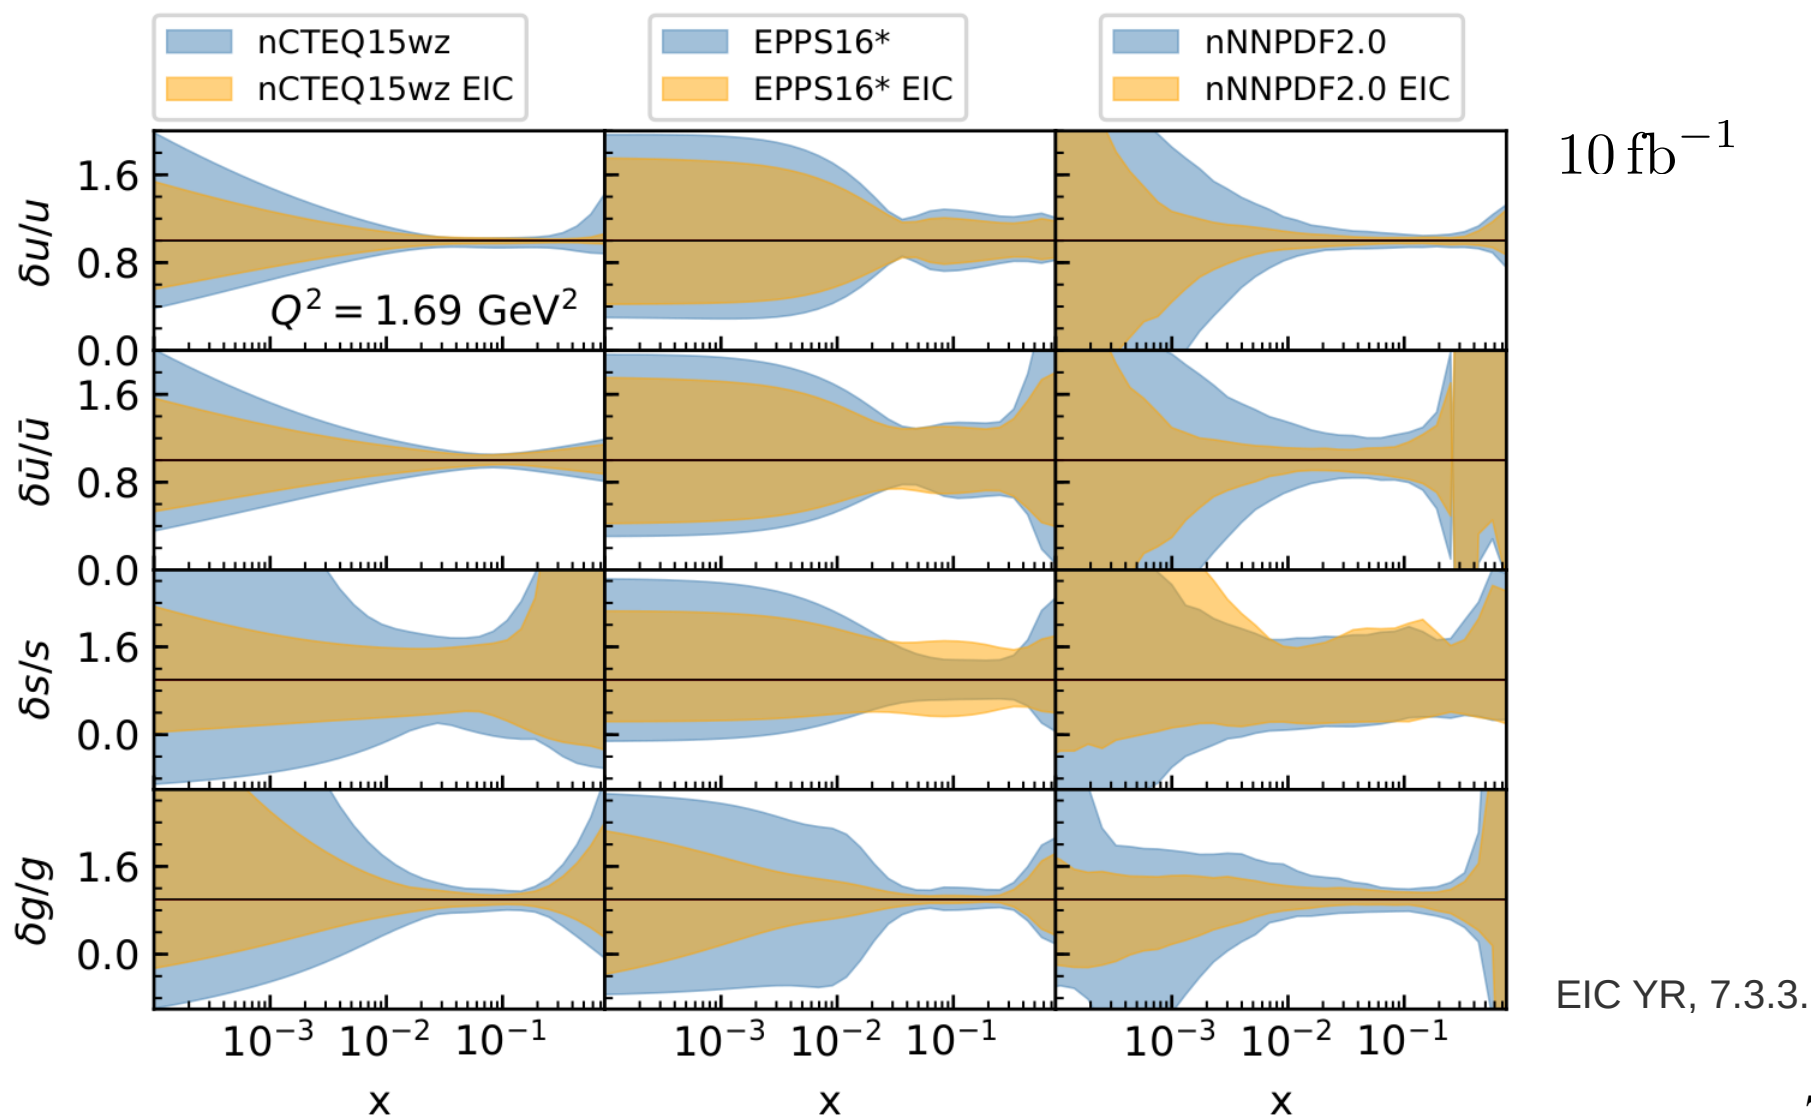 nCTEQ15wz
nCTEQ15wz EIC
EPPS16*
EPPS16* EIC
nNNPDF2.0
nNNPDF2.0 EIC
10 fb⁻¹
δu/u
1.6
0.8
0.0
Q² = 1.69 GeV²
δū/ū
1.6
0.8
0.0
δs/s
1.6
0.0
δg/g
1.6
0.0
EIC YR, 7.3.3.
10⁻³ 10⁻² 10⁻¹ 10⁻³ 10⁻² 10⁻¹ 10⁻³ 10⁻² 10⁻¹
x x x